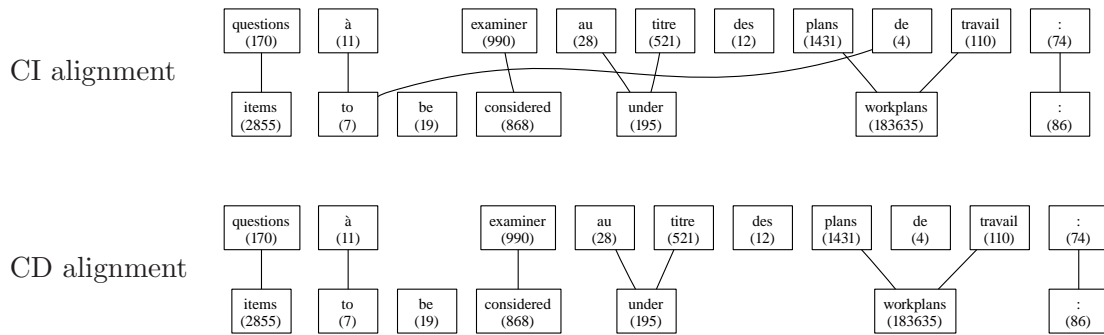 questions à examiner au titre des plans de travail :
(170) (11) (990) (28) (521) (12) (1431) (4) (110) (74)
CI alignment
items to be considered under workplans :
(2855) (7) (19) (868) (195) (183635) (86)
questions à examiner au titre des plans de travail :
(170) (11) (990) (28) (521) (12) (1431) (4) (110) (74)
CD alignment
items to be considered under workplans :
(2855) (7) (19) (868) (195) (183635) (86)